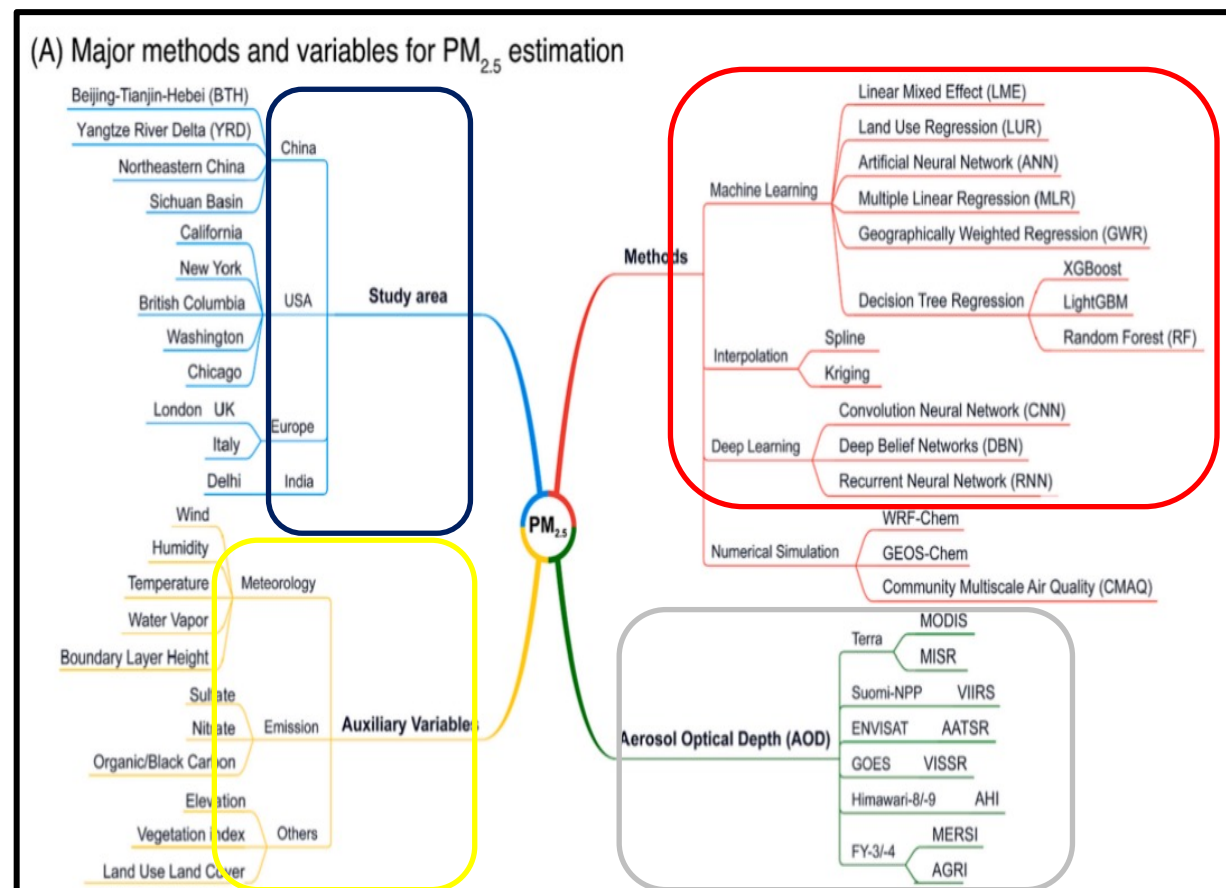 (A) Major methods and variables for PM2.5 estimation
Beijing-Tianjin-Hebei (BTH)
Yangtze River Delta (YRD)
Northeastern China
Sichuan Basin
China
California
New York
British Columbia
Washington
Chicago
USA
London UK
Italy
Europe
Delhi
India
Study area
Wind
Humidity
Temperature
Water Vapor
Boundary Layer Height
Meteorology
Sulfate
Nitrate
Organic/Black Carbon
Emission
Elevation
Vegetation index
Land Use Land Cover
Others
Auxiliary Variables
PM2.5
Methods
Machine Learning
Linear Mixed Effect (LME)
Land Use Regression (LUR)
Artificial Neural Network (ANN)
Multiple Linear Regression (MLR)
Geographically Weighted Regression (GWR)
Decision Tree Regression
XGBoost
LightGBM
Random Forest (RF)
Interpolation
Spline
Kriging
Deep Learning
Convolution Neural Network (CNN)
Deep Belief Networks (DBN)
Recurrent Neural Network (RNN)
Numerical Simulation
WRF-Chem
GEOS-Chem
Community Multiscale Air Quality (CMAQ)
Aerosol Optical Depth (AOD)
Terra
MODIS
MISR
Suomi-NPP VIIRS
ENVISAT AATSR
GOES VISSR
Himawari-8/-9 AHI
FY-3/-4
MERSI
AGRI